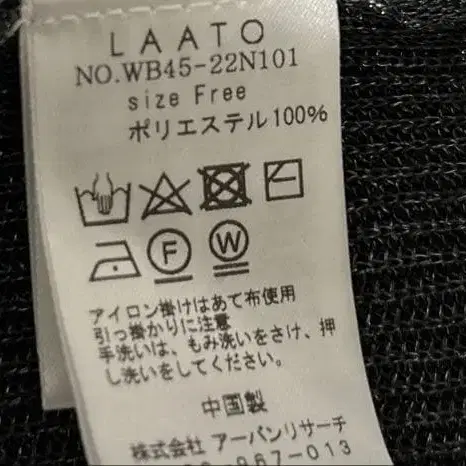 LAATO
NO.WB45-22N101
size Free
ポリエステル100%
F W
アイロン掛けはあて布使用
引っ掛かりに注意
手洗いは、もみ洗いをさけ、押
し洗いをしてください。
中国製
株式会社 アーバンリサーチ
967-013